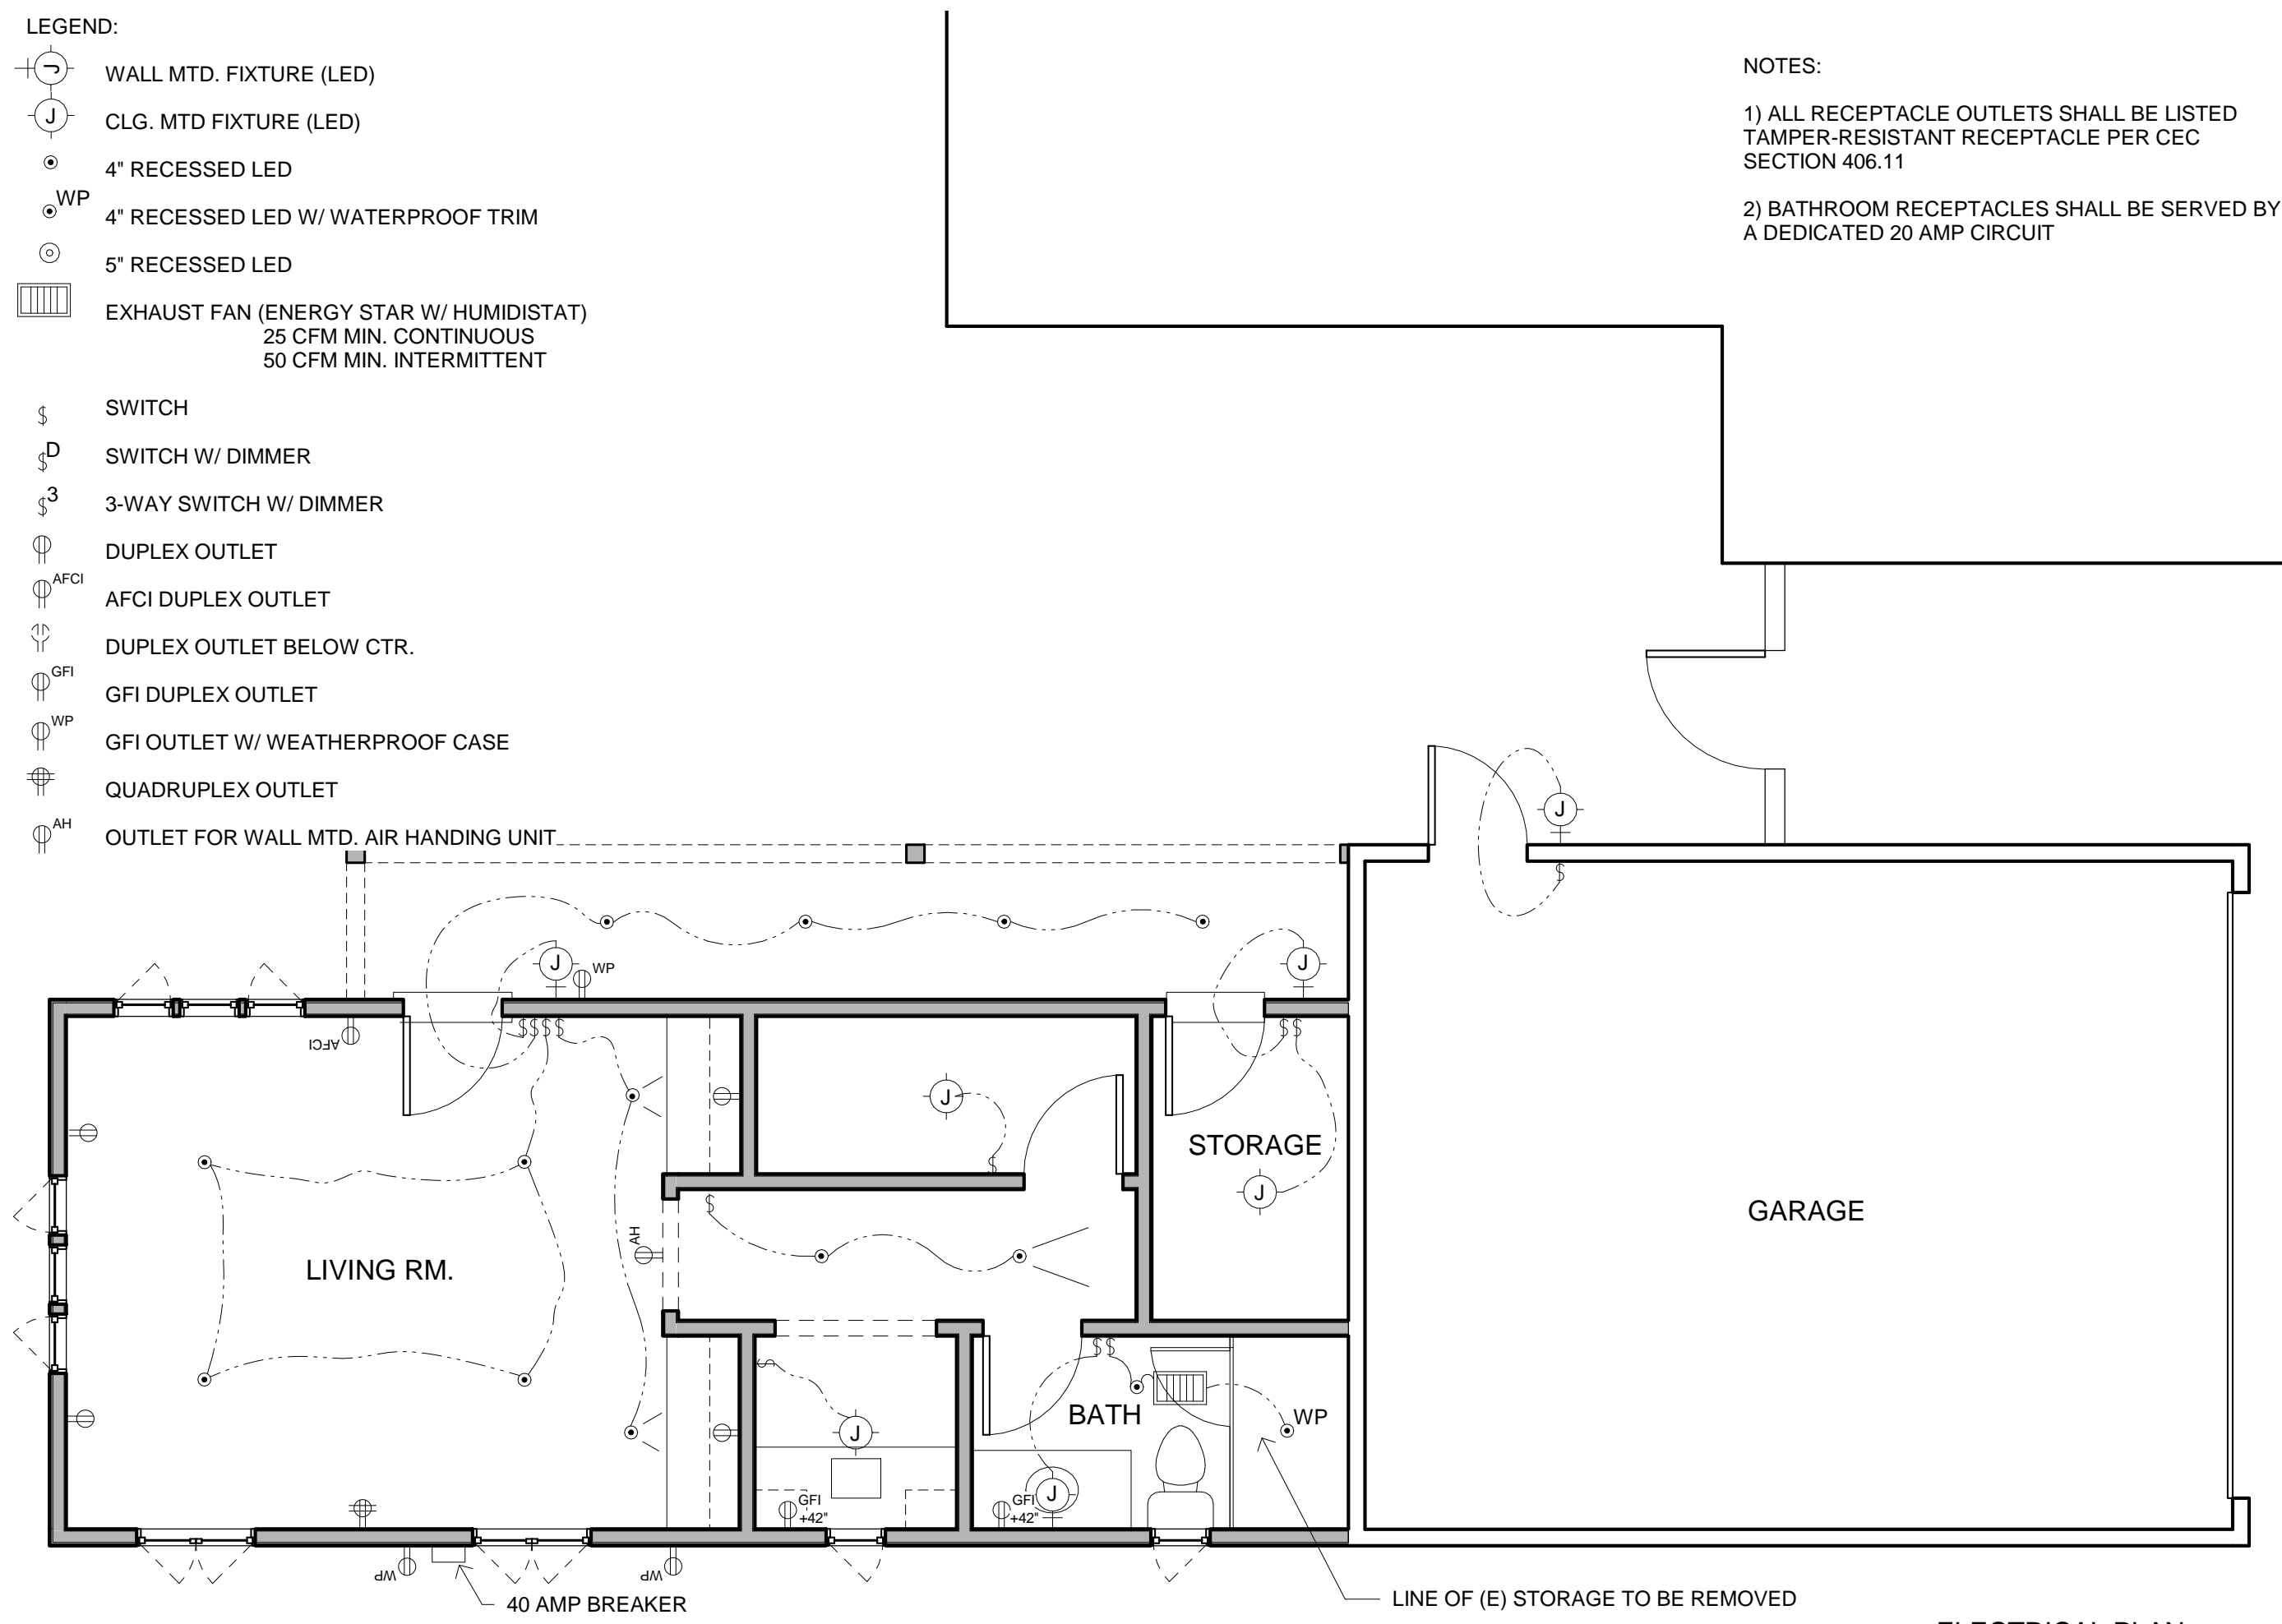 LEGEND:
J
WALL MTD. FIXTURE (LED)
J
CLG. MTD FIXTURE (LED)
4" RECESSED LED
WP
4" RECESSED LED W/ WATERPROOF TRIM
5" RECESSED LED
EXHAUST FAN (ENERGY STAR W/ HUMIDISTAT)
25 CFM MIN. CONTINUOUS
50 CFM MIN. INTERMITTENT
$ SWITCH
$D SWITCH W/ DIMMER
$3 3-WAY SWITCH W/ DIMMER
DUPLEX OUTLET
AFCI
AFCI DUPLEX OUTLET
DUPLEX OUTLET BELOW CTR.
GFI
GFI DUPLEX OUTLET
WP
GFI OUTLET W/ WEATHERPROOF CASE
QUADRUPLEX OUTLET
AH
OUTLET FOR WALL MTD. AIR HANDING UNIT
NOTES:
1) ALL RECEPTACLE OUTLETS SHALL BE LISTED
TAMPER-RESISTANT RECEPTACLE PER CEC
SECTION 406.11
2) BATHROOM RECEPTACLES SHALL BE SERVED BY
A DEDICATED 20 AMP CIRCUIT
J
$
J
WP
J
AFCI
$ $ $ $
$ $
J
$
STORAGE
J
$
AH
LIVING RM.
GARAGE
$
$ $
BATH
WP
J
J
GFI
+42"
GFI
+42"
WP
WP
40 AMP BREAKER
LINE OF (E) STORAGE TO BE REMOVED
ELECTRICAL PLAN